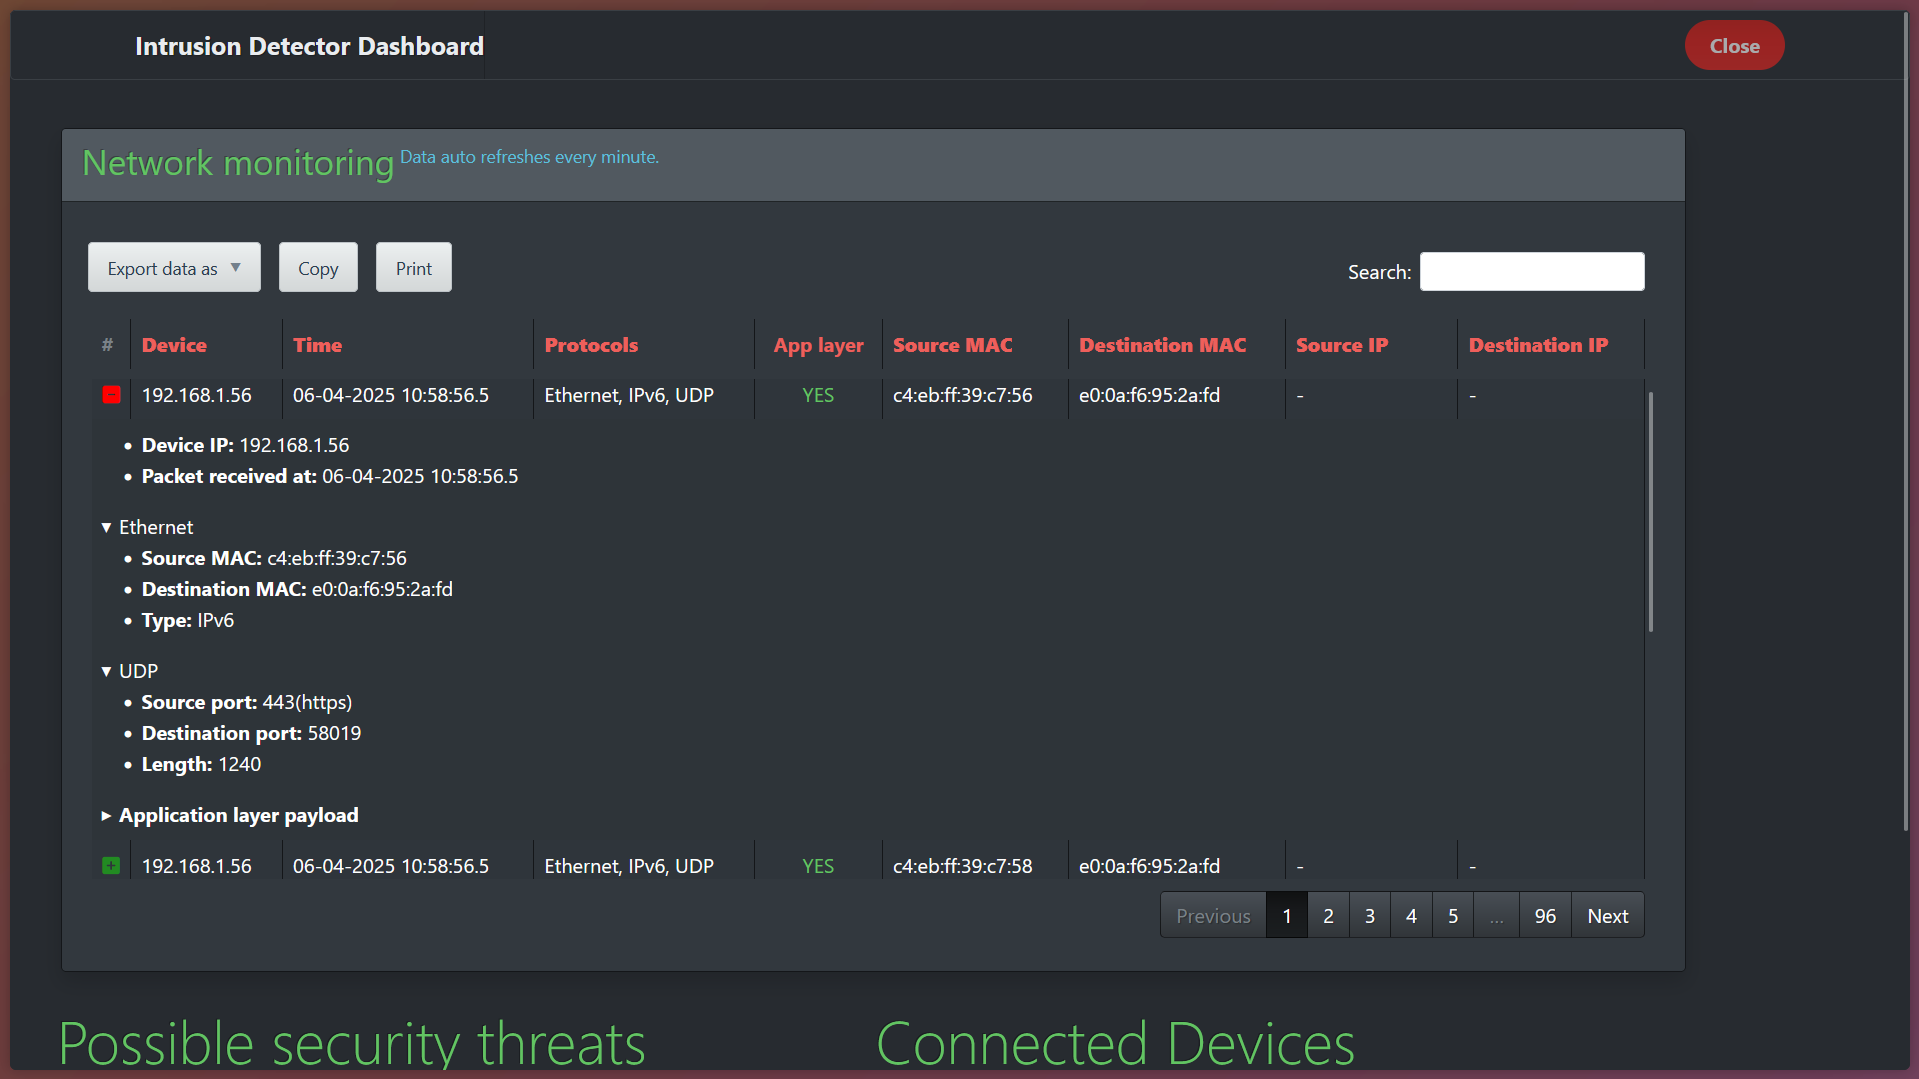 Intrusion Detector Dashboard
Close
Network monitoring Data auto refreshes every minute.
Export data as ▼ Copy Print
Search:
# Device Time Protocols App layer Source MAC Destination MAC Source IP Destination IP
192.168.1.56 06-04-2025 10:58:56.5 Ethernet, IPv6, UDP YES c4:eb:ff:39:c7:56 e0:0a:f6:95:2a:fd - -
• Device IP: 192.168.1.56
• Packet received at: 06-04-2025 10:58:56.5
▼ Ethernet
• Source MAC: c4:eb:ff:39:c7:56
• Destination MAC: e0:0a:f6:95:2a:fd
• Type: IPv6
▼ UDP
• Source port: 443(https)
• Destination port: 58019
• Length: 1240
► Application layer payload
192.168.1.56 06-04-2025 10:58:56.5 Ethernet, IPv6, UDP YES c4:eb:ff:39:c7:58 e0:0a:f6:95:2a:fd - -
Previous 1 2 3 4 5 … 96 Next
Possible security threats
Connected Devices